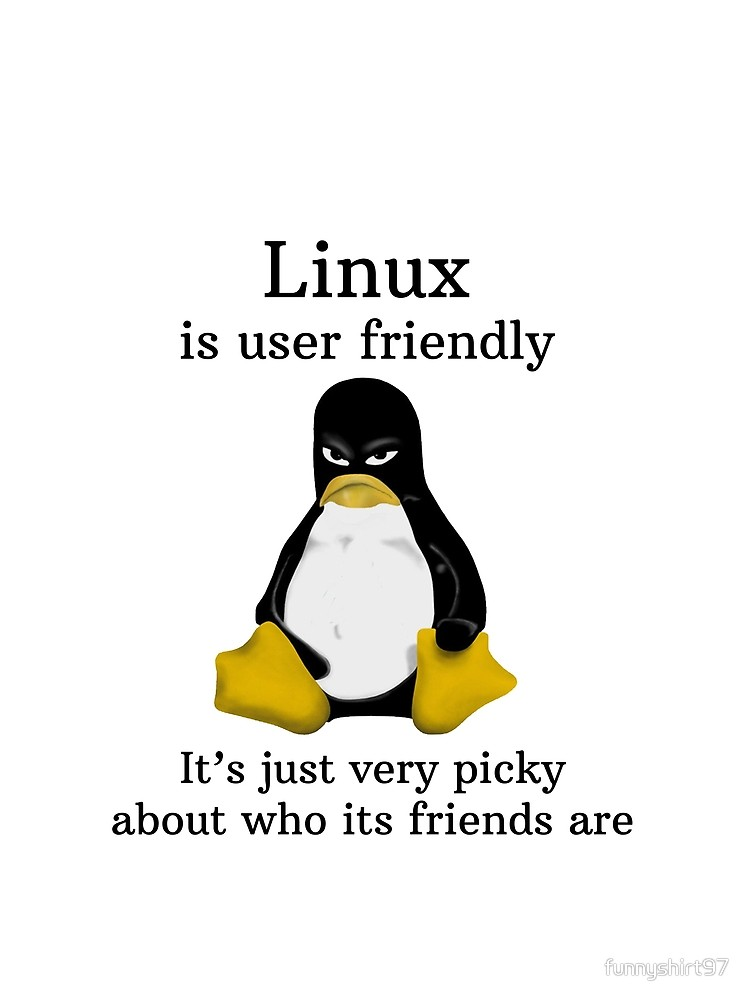 Linux
is user friendly
It's just very picky
about who its friends are
funnyshirt97